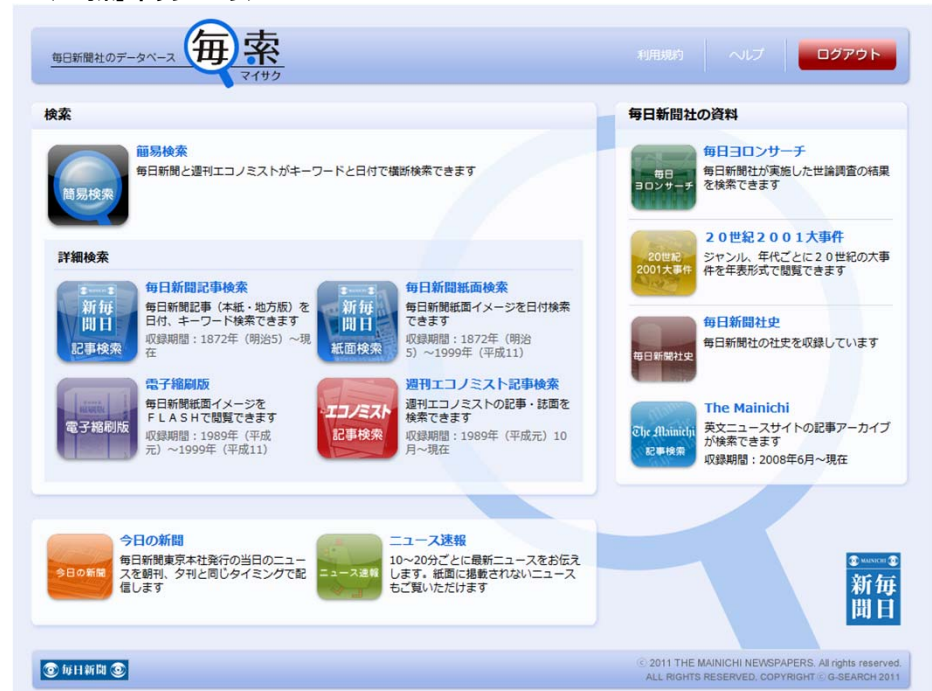 毎日新聞社のデータベース
毎索
マイサク
利用規約
ヘルプ
ログアウト
検索
簡易検索
簡易検索
毎日新聞と週刊エコノミストがキーワードと日付で横断検索できます
詳細検索
新毎
聞日
記事検索
毎日新聞記事検索
毎日新聞記事（本紙・地方版）を
日付、キーワード検索できます
収録期間：1872年（明治5）～現
在
新毎
聞日
紙面検索
毎日新聞紙面検索
毎日新聞紙面イメージを日付検索
できます
収録期間：1872年（明治
5）～1999年（平成11）
電子縮刷版
電子縮刷版
毎日新聞紙面イメージを
ＦＬＡＳＨで閲覧できます
収録期間：1989年（平成
元）～1999年（平成11）
エコノミスト
記事検索
週刊エコノミスト記事検索
週刊エコノミストの記事・誌面を
検索できます
収録期間：1989年（平成元）10
月～現在
今日の新聞
今日の新聞
毎日新聞東京本社発行の当日のニュー
スを朝刊、夕刊と同じタイミングで配
信します
ニュース速報
ニュース速報
10～20分ごとに最新ニュースをお伝え
します。紙面に掲載されないニュース
もご覧いただけます
毎日新聞社の資料
毎日
ヨロンサーチ
毎日ヨロンサーチ
毎日新聞社が実施した世論調査の結果
を検索できます
20世紀
2001大事件
２０世紀２００１大事件
ジャンル、年代ごとに２０世紀の大事
件を年表形式で閲覧できます
毎日新聞社史
毎日新聞社史
毎日新聞社の社史を収録しています
The Mainichi
記事検索
The Mainichi
英文ニュースサイトの記事アーカイブ
が検索できます
収録期間：2008年6月～現在
MAINICHI
新毎
聞日
毎日新聞
© 2011 THE MAINICHI NEWSPAPERS. All rights reserved.
ALL RIGHTS RESERVED, COPYRIGHT © G-SEARCH 2011